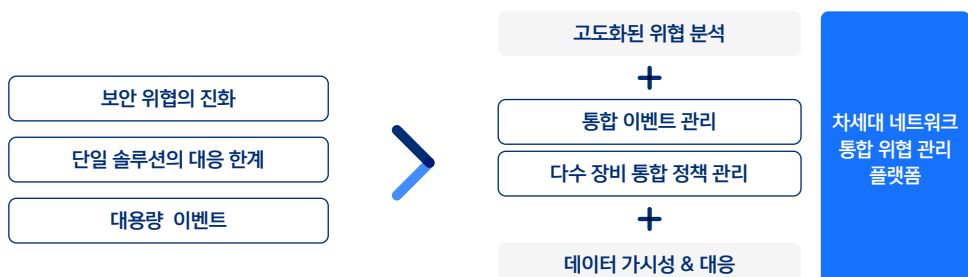 보안 위협의 진화
단일 솔루션의 대응 한계
대용량 이벤트
고도화된 위협 분석
+
통합 이벤트 관리
다수 장비 통합 정책 관리
+
데이터 가시성 & 대응
차세대 네트워크
통합 위협 관리
플랫폼